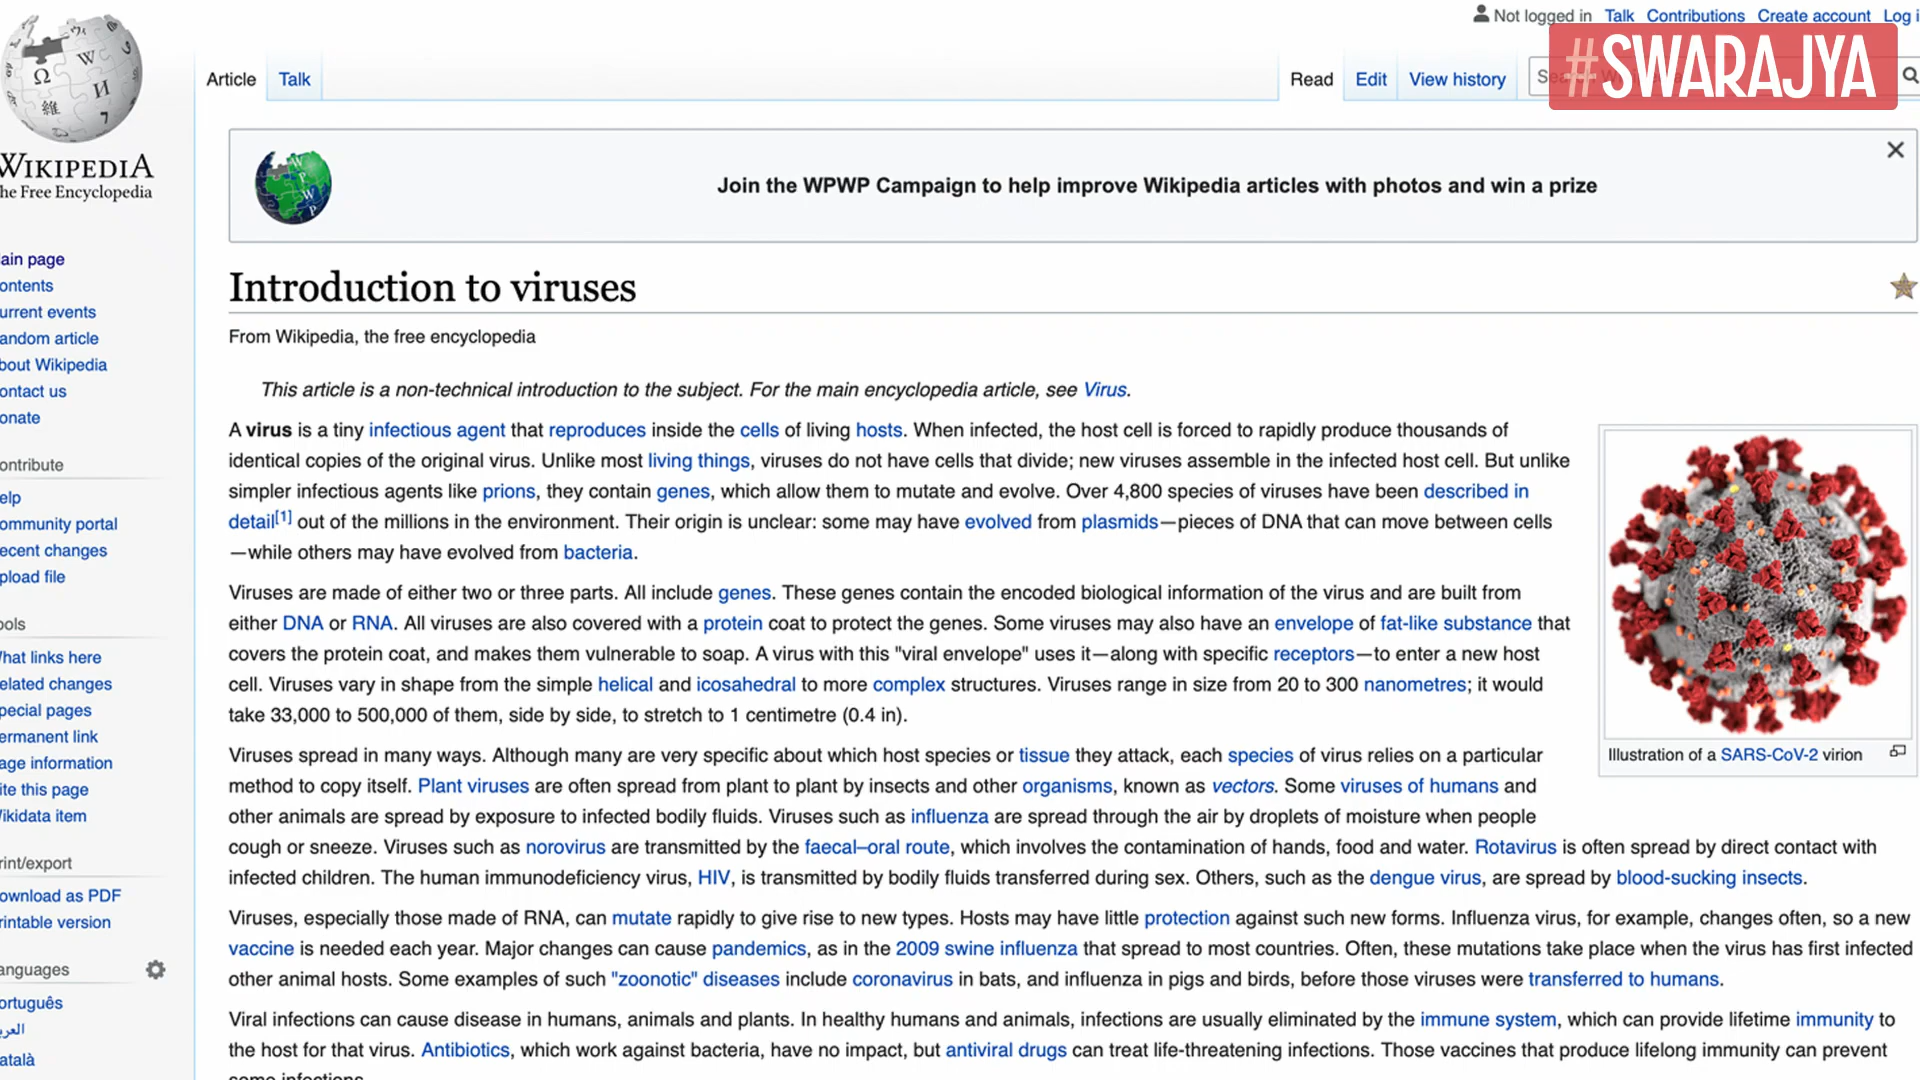 Not logged in Talk Contributions Create account Log i
#SWARAJYA
Article Talk
Read Edit View history
WIKIPEDIA
he Free Encyclopedia
Join the WPWP Campaign to help improve Wikipedia articles with photos and win a prize
ain page
ontents
urrent events
andom article
bout Wikipedia
ontact us
onate
ontribute
elp
ommunity portal
ecent changes
pload file
ools
hat links here
elated changes
pecial pages
ermanent link
age information
ite this page
ikidata item
rint/export
ownload as PDF
rintable version
anguages
ortuguês
العربية
atalà
Introduction to viruses
From Wikipedia, the free encyclopedia
This article is a non-technical introduction to the subject. For the main encyclopedia article, see Virus.
A virus is a tiny infectious agent that reproduces inside the cells of living hosts. When infected, the host cell is forced to rapidly produce thousands of
identical copies of the original virus. Unlike most living things, viruses do not have cells that divide; new viruses assemble in the infected host cell. But unlike
simpler infectious agents like prions, they contain genes, which allow them to mutate and evolve. Over 4,800 species of viruses have been described in
detail[1] out of the millions in the environment. Their origin is unclear: some may have evolved from plasmids—pieces of DNA that can move between cells
—while others may have evolved from bacteria.
Viruses are made of either two or three parts. All include genes. These genes contain the encoded biological information of the virus and are built from
either DNA or RNA. All viruses are also covered with a protein coat to protect the genes. Some viruses may also have an envelope of fat-like substance that
covers the protein coat, and makes them vulnerable to soap. A virus with this "viral envelope" uses it—along with specific receptors—to enter a new host
cell. Viruses vary in shape from the simple helical and icosahedral to more complex structures. Viruses range in size from 20 to 300 nanometres; it would
take 33,000 to 500,000 of them, side by side, to stretch to 1 centimetre (0.4 in).
Illustration of a SARS-CoV-2 virion
Viruses spread in many ways. Although many are very specific about which host species or tissue they attack, each species of virus relies on a particular
method to copy itself. Plant viruses are often spread from plant to plant by insects and other organisms, known as vectors. Some viruses of humans and
other animals are spread by exposure to infected bodily fluids. Viruses such as influenza are spread through the air by droplets of moisture when people
cough or sneeze. Viruses such as norovirus are transmitted by the faecal–oral route, which involves the contamination of hands, food and water. Rotavirus is often spread by direct contact with
infected children. The human immunodeficiency virus, HIV, is transmitted by bodily fluids transferred during sex. Others, such as the dengue virus, are spread by blood-sucking insects.
Viruses, especially those made of RNA, can mutate rapidly to give rise to new types. Hosts may have little protection against such new forms. Influenza virus, for example, changes often, so a new
vaccine is needed each year. Major changes can cause pandemics, as in the 2009 swine influenza that spread to most countries. Often, these mutations take place when the virus has first infected
other animal hosts. Some examples of such "zoonotic" diseases include coronavirus in bats, and influenza in pigs and birds, before those viruses were transferred to humans.
Viral infections can cause disease in humans, animals and plants. In healthy humans and animals, infections are usually eliminated by the immune system, which can provide lifetime immunity to
the host for that virus. Antibiotics, which work against bacteria, have no impact, but antiviral drugs can treat life-threatening infections. Those vaccines that produce lifelong immunity can prevent
some infections.